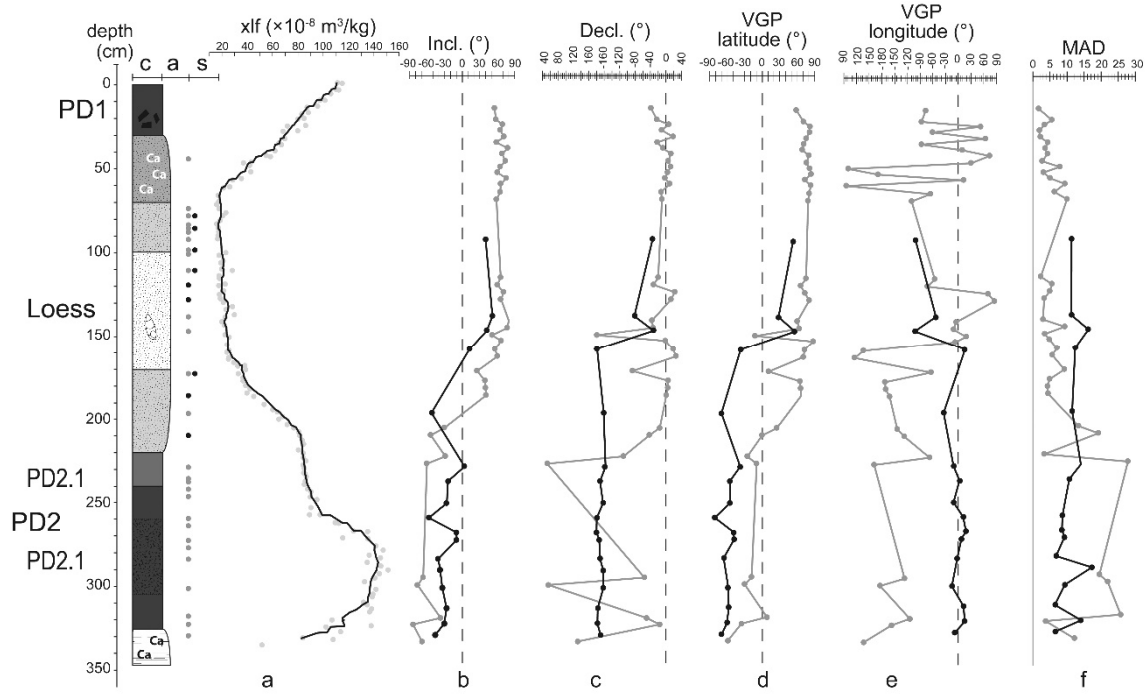 xlf (×10⁻⁸ m³/kg)
depth
(cm)
20 40 60 80 100 120 140 160
Incl. (°)
-90 -60 -30 0 30 60 90
Decl. (°)
40 80 120 160 -160 -120 -80 -40 0 40
VGP
latitude (°)
-90 -60 -30 0 30 60 90
VGP
longitude (°)
90 120 150 -150 -120 -90 -60 -30 0 30 60 90
MAD
0 5 10 15 20 25 30
c a s
0
PD1
Ca
50
Ca
Ca
100
Loess
150
200
PD2.1
250
PD2
PD2.1
300
Ca
Ca
350
a b c d e f